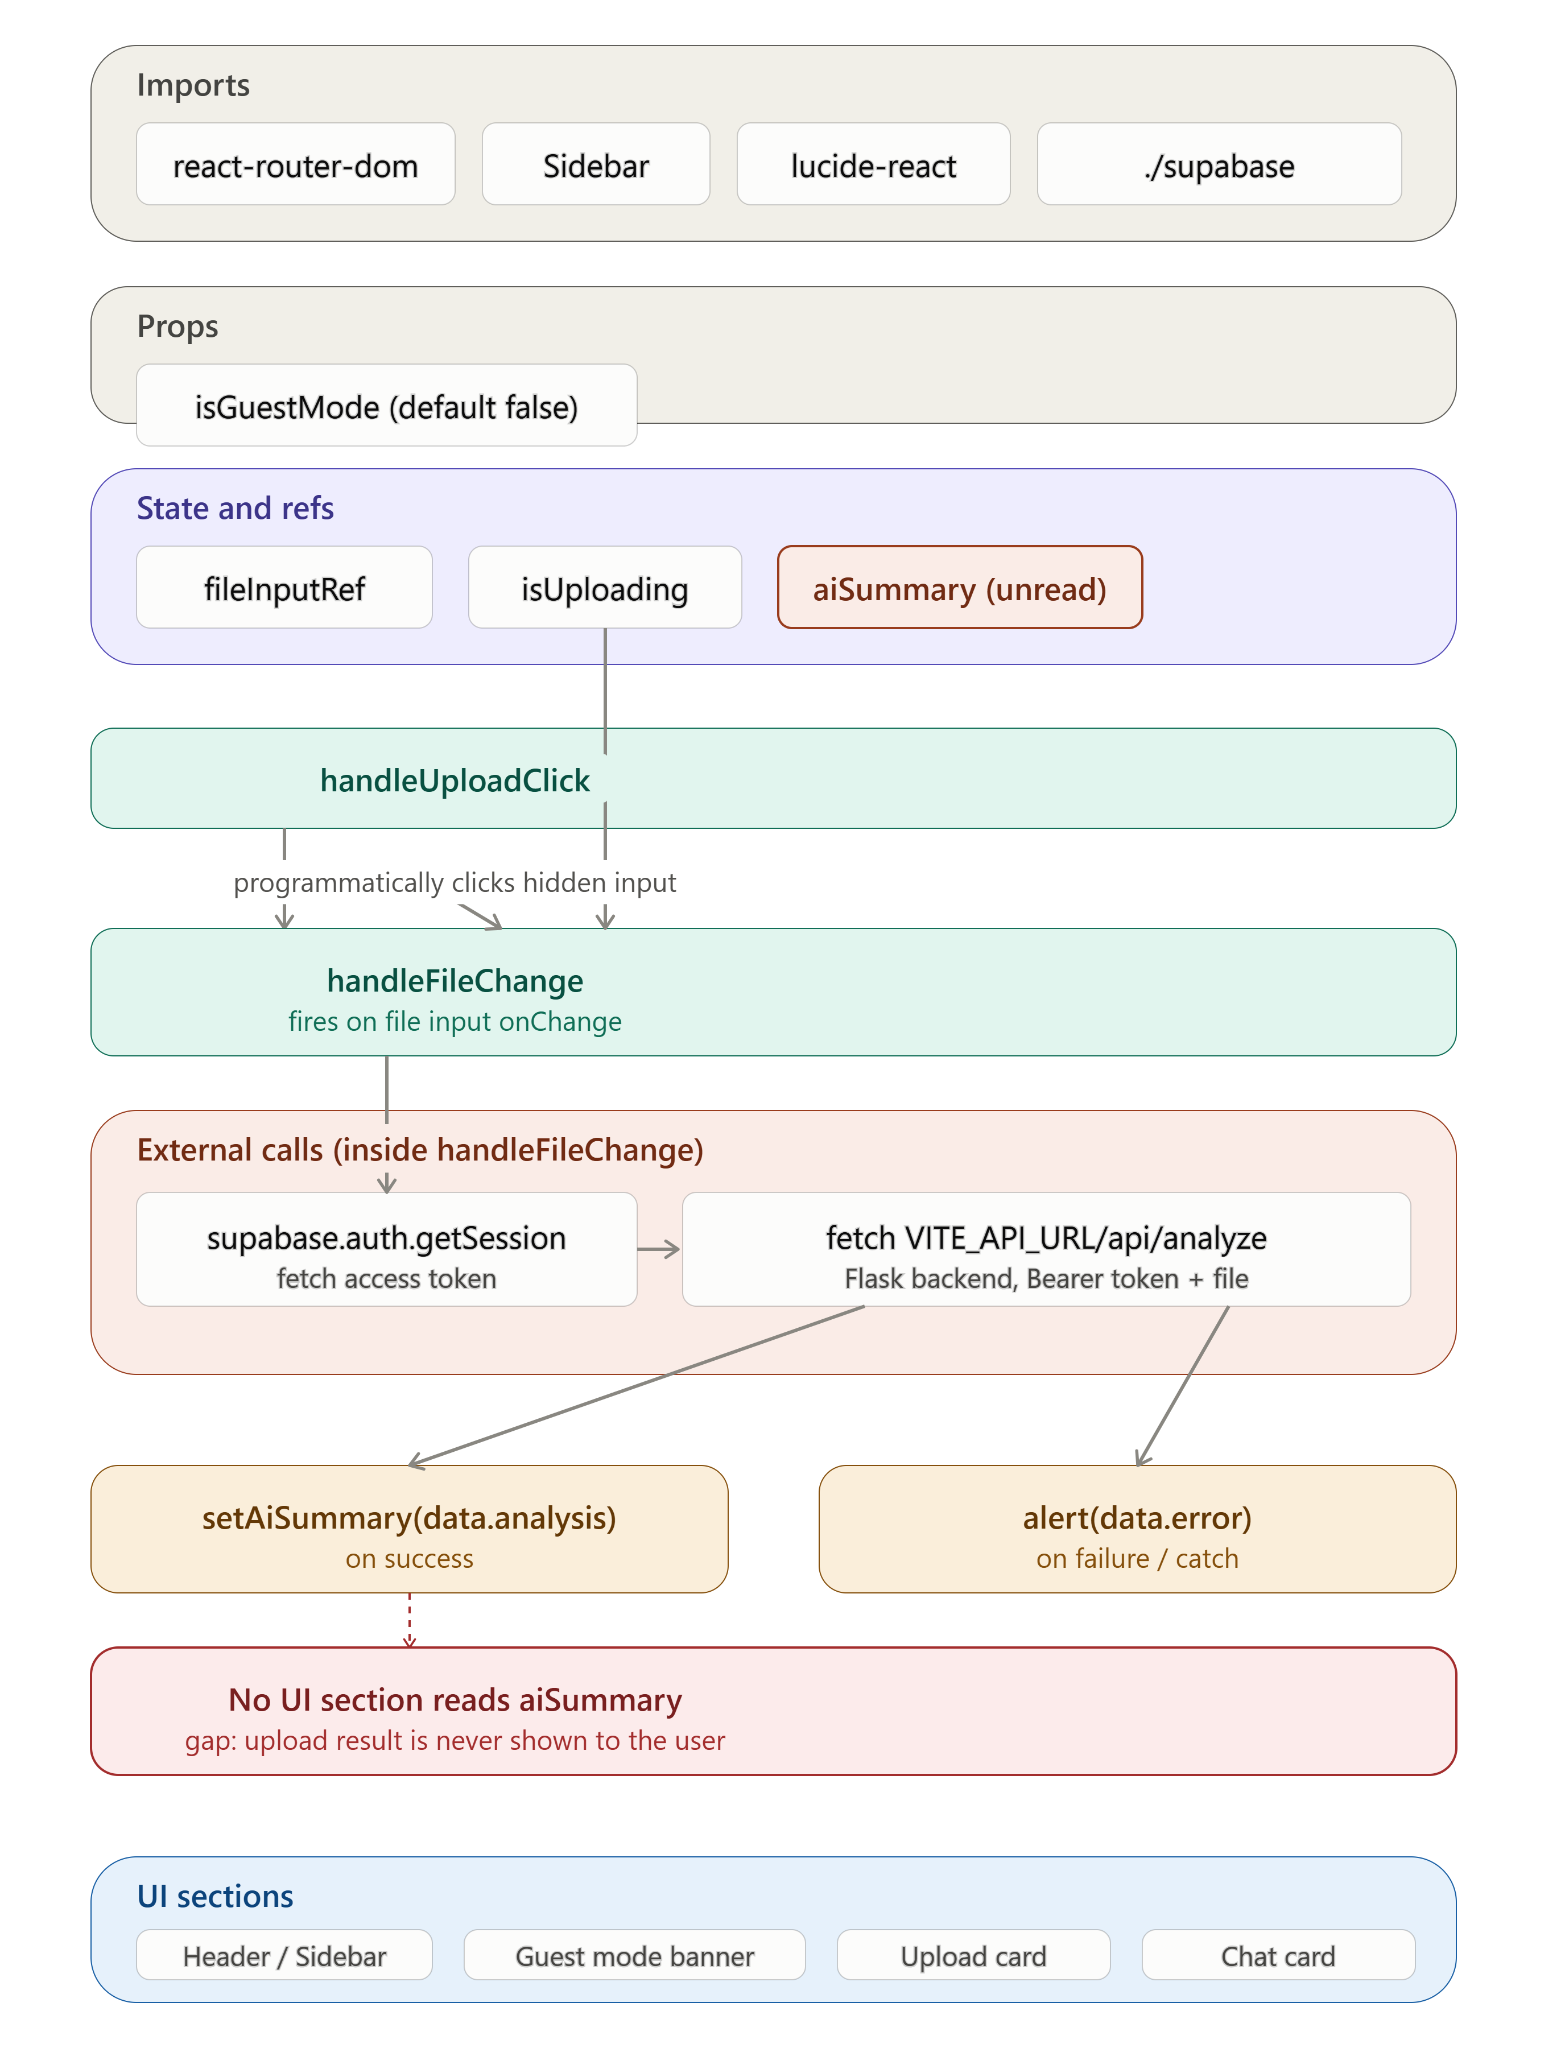 Imports
react-router-dom
Sidebar
lucide-react
./supabase
Props
isGuestMode (default false)
State and refs
fileInputRef
isUploading
aiSummary (unread)
handleUploadClick
programmatically clicks hidden input
handleFileChange
fires on file input onChange
External calls (inside handleFileChange)
supabase.auth.getSession
fetch access token
fetch VITE_API_URL/api/analyze
Flask backend, Bearer token + file
setAiSummary(data.analysis)
on success
alert(data.error)
on failure / catch
No UI section reads aiSummary
gap: upload result is never shown to the user
UI sections
Header / Sidebar
Guest mode banner
Upload card
Chat card